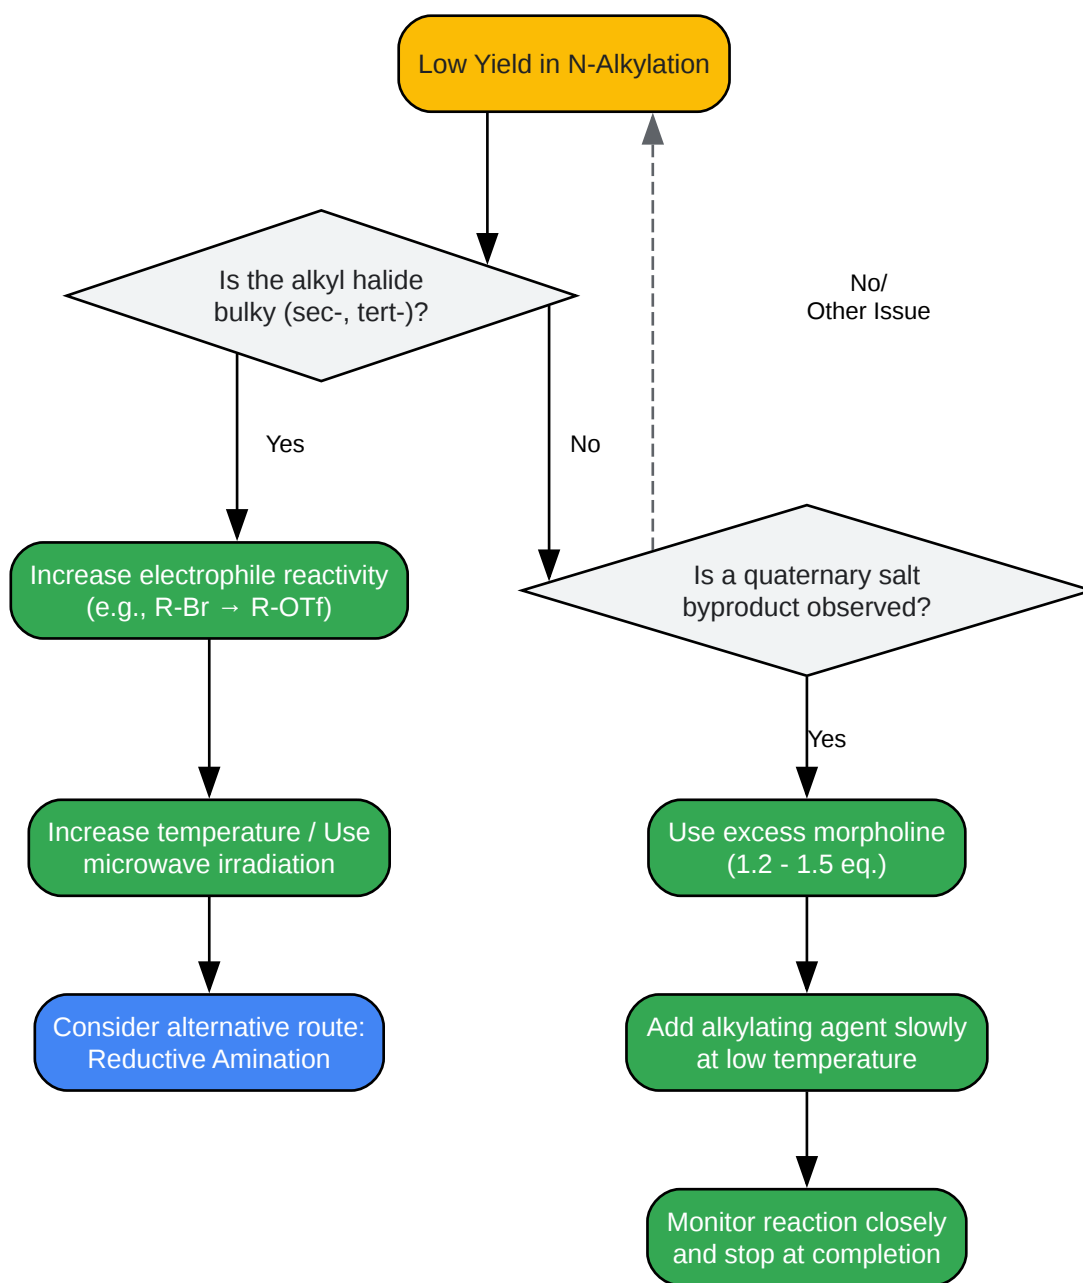 Low Yield in N-Alkylation
Is the alkyl halide
bulky (sec-, tert-)?
No/
Other Issue
Yes
No
Increase electrophile reactivity
(e.g., R-Br → R-OTf)
Is a quaternary salt
byproduct observed?
Yes
Increase temperature / Use
microwave irradiation
Use excess morpholine
(1.2 - 1.5 eq.)
Consider alternative route:
Reductive Amination
Add alkylating agent slowly
at low temperature
Monitor reaction closely
and stop at completion